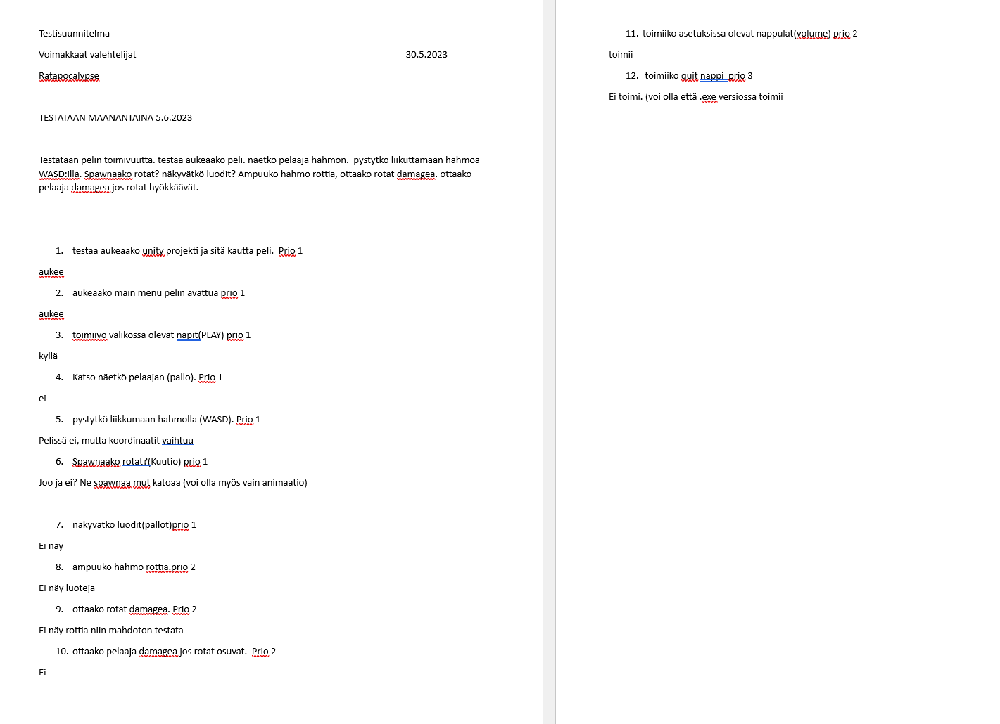 Testisuunnitelma
Voimakkaat valehtelijat 30.5.2023
Ratapocalypse
TESTATAAN MAANANTAINA 5.6.2023
Testataan pelin toimivuutta. testaa aukeaako peli. näetkö pelaaja hahmon.  pystytkö liikuttamaan hahmoa
WASD:illa. Spawnaako rotat? näkyvätkö luodit? Ampuuko hahmo rottia, ottaako rotat damagea. ottaako
pelaaja damagea jos rotat hyökkäävät.
1. testaa aukeaako unity projekti ja sitä kautta peli.  Prio 1
aukee
2. aukeaako main menu pelin avattua prio 1
aukee
3. toimiivo valikossa olevat napit(PLAY) prio 1
kyllä
4. Katso näetkö pelaajan (pallo). Prio 1
ei
5. pystytkö liikkumaan hahmolla (WASD). Prio 1
Pelissä ei, mutta koordinaatit vaihtuu
6. Spawnaako rotat?(Kuutio) prio 1
Joo ja ei? Ne spawnaa mut katoaa (voi olla myös vain animaatio)
7. näkyvätkö luodit(pallot)prio 1
Ei näy
8. ampuuko hahmo rottia.prio 2
EI näy luoteja
9. ottaako rotat damagea. Prio 2
Ei näy rottia niin mahdoton testata
10. ottaako pelaaja damagea jos rotat osuvat.  Prio 2
Ei
11. toimiiko asetuksissa olevat nappulat(volume) prio 2
toimii
12. toimiiko quit nappi  prio 3
Ei toimi. (voi olla että .exe versiossa toimii